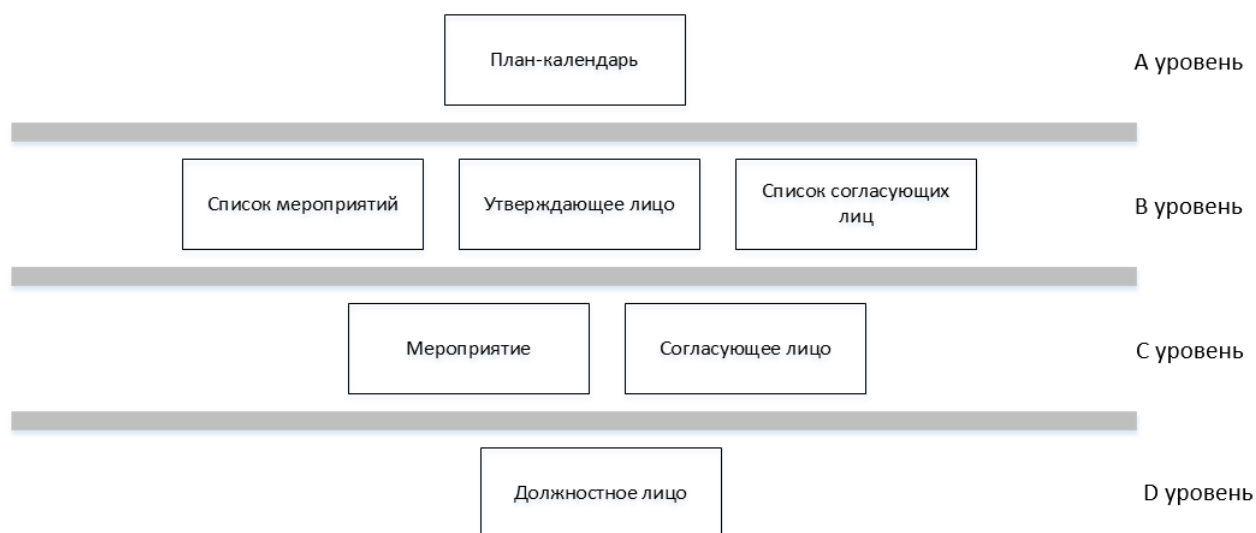 План-календарь
А уровень
Список мероприятий
Утверждающее лицо
Список согласующих
лиц
В уровень
Мероприятие
Согласующее лицо
С уровень
Должностное лицо
D уровень